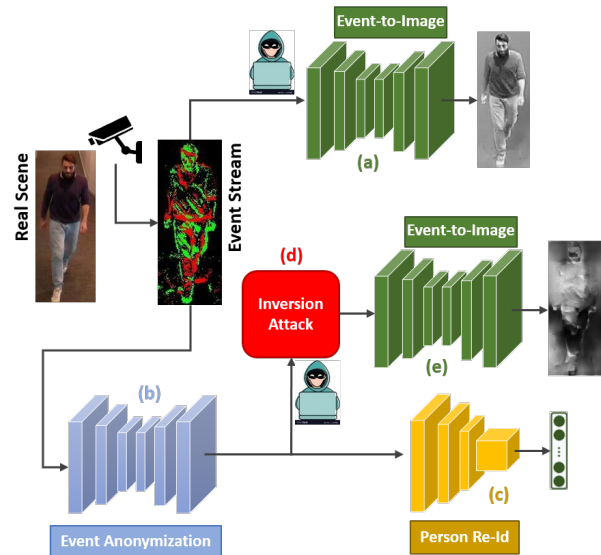 Event-to-Image
(a)
Real Scene
Event Stream
Event-to-Image
(d)
Inversion
Attack
(e)
(b)
(c)
Event Anonymization
Person Re-Id